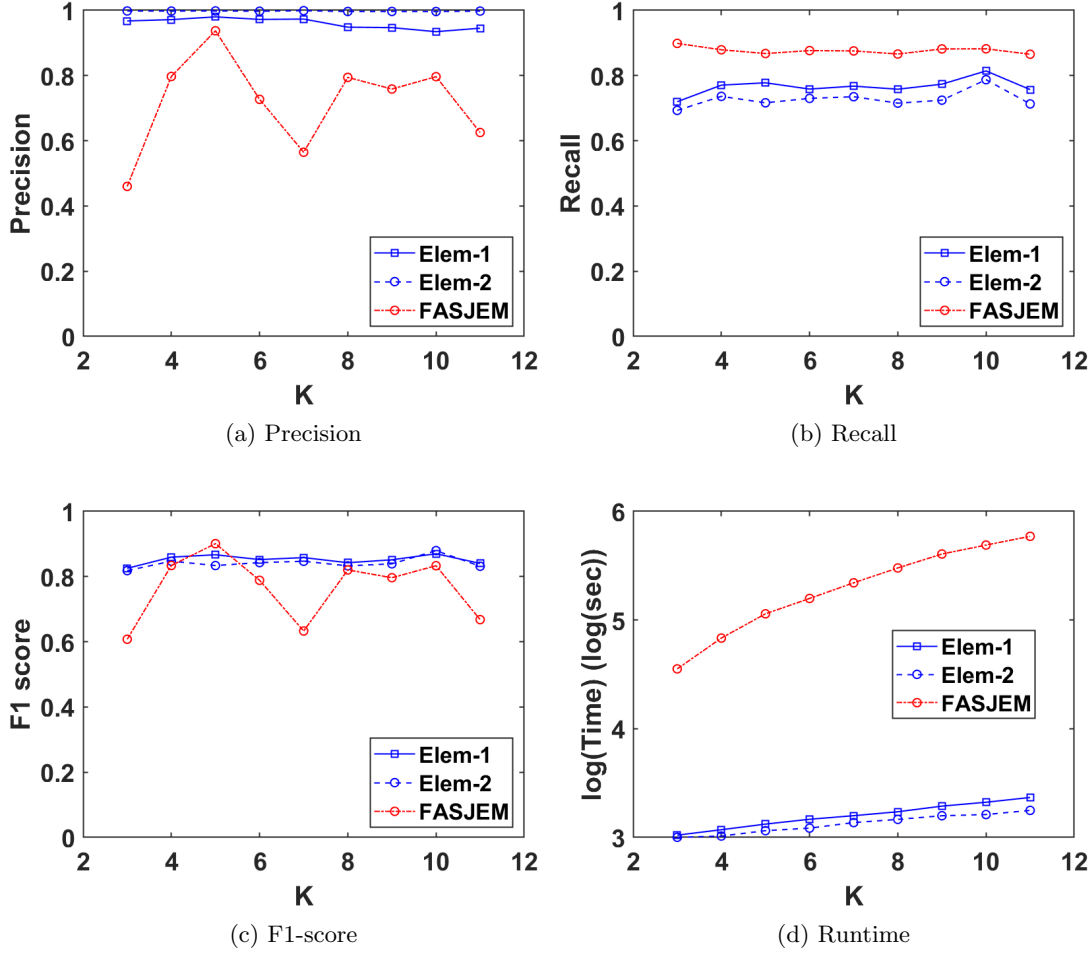 1
0.8
0.6
0.4
0.2
0
Precision
2 4 6 8 10 12
K
Elem-1
Elem-2
FASJEM
(a) Precision
1
0.8
0.6
0.4
0.2
0
Recall
2 4 6 8 10 12
K
Elem-1
Elem-2
FASJEM
(b) Recall
1
0.8
0.6
0.4
0.2
0
F1 score
2 4 6 8 10 12
K
Elem-1
Elem-2
FASJEM
(c) F1-score
6
5
4
3
log(Time) (log(sec)
2 4 6 8 10 12
K
Elem-1
Elem-2
FASJEM
(d) Runtime